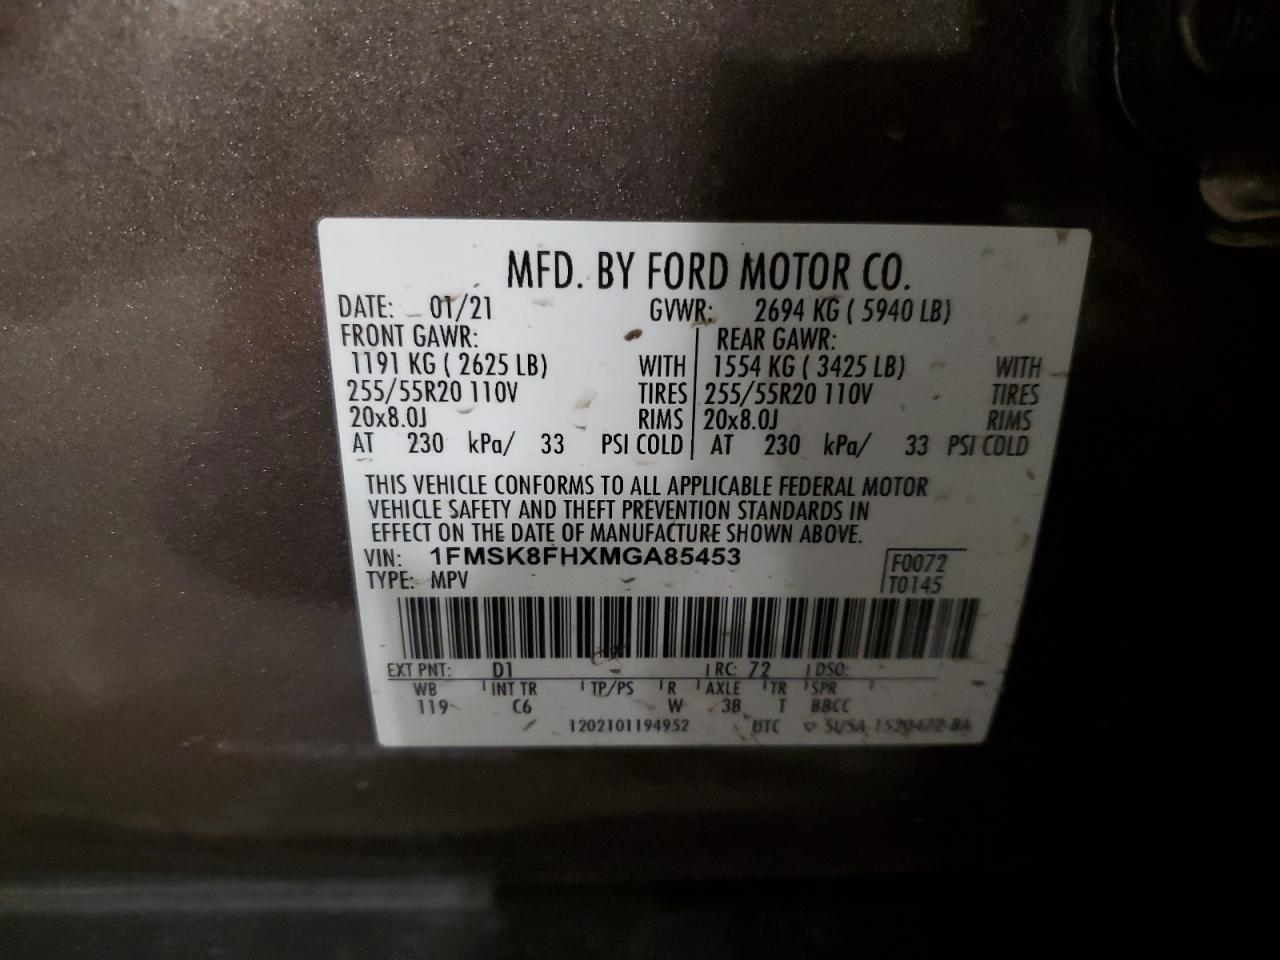 MFD. BY FORD MOTOR CO.
DATE: 01/21 GVWR: 2694 KG ( 5940 LB)
FRONT GAWR: REAR GAWR:
1191 KG ( 2625 LB) WITH 1554 KG ( 3425 LB) WITH
255/55R20 110V TIRES 255/55R20 110V TIRES
20x8.0J RIMS 20x8.0J RIMS
AT 230 kPa/ 33 PSI COLD AT 230 kPa/ 33 PSI COLD
THIS VEHICLE CONFORMS TO ALL APPLICABLE FEDERAL MOTOR
VEHICLE SAFETY AND THEFT PREVENTION STANDARDS IN
EFFECT ON THE DATE OF MANUFACTURE SHOWN ABOVE.
VIN: 1FMSK8FHXMGA85453 F0072
TYPE: MPV T0145
EXT PNT: D1 RC: 72 DSO:
WB INT TR TP/PS R AXLE TR SPR
119 C6 W 3B T BBCC
1202101194952 UTC 5U5A-1520472-BA